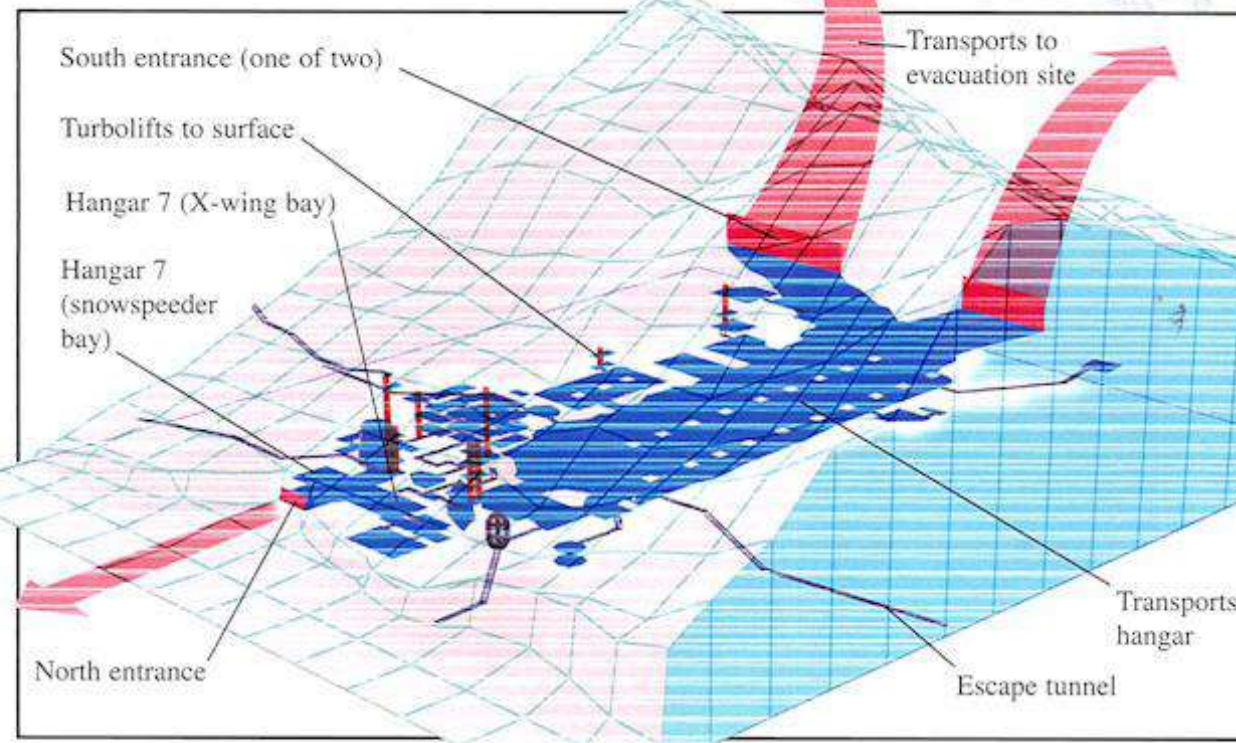 South entrance (one of two)
Turbolifts to surface
Hangar 7 (X-wing bay)
Hangar 7
(snowspeeder
bay)
North entrance
Transports to
evacuation site
Transports
hangar
Escape tunnel